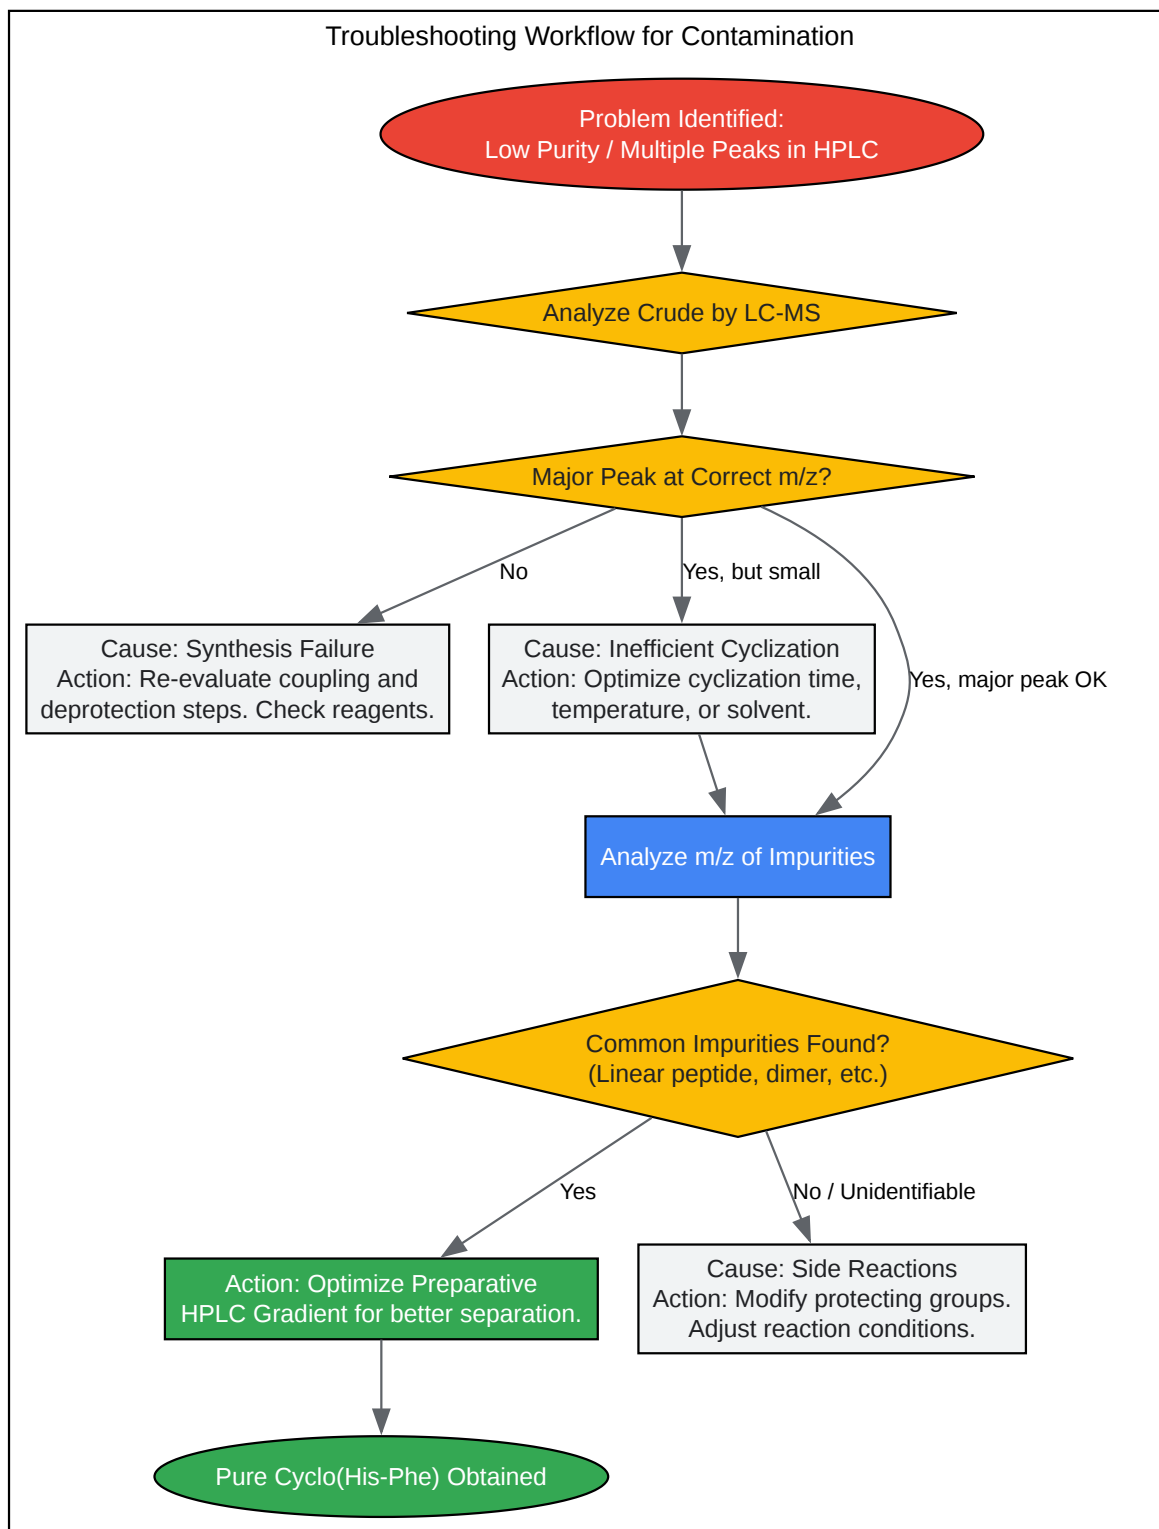 Troubleshooting Workflow for Contamination
Problem Identified:
Low Purity / Multiple Peaks in HPLC
Analyze Crude by LC-MS
Major Peak at Correct m/z?
No
Yes, but small
Yes, major peak OK
Cause: Synthesis Failure
Action: Re-evaluate coupling and
deprotection steps. Check reagents.
Cause: Inefficient Cyclization
Action: Optimize cyclization time,
temperature, or solvent.
Analyze m/z of Impurities
Common Impurities Found?
(Linear peptide, dimer, etc.)
Yes
No / Unidentifiable
Action: Optimize Preparative
HPLC Gradient for better separation.
Cause: Side Reactions
Action: Modify protecting groups.
Adjust reaction conditions.
Pure Cyclo(His-Phe) Obtained